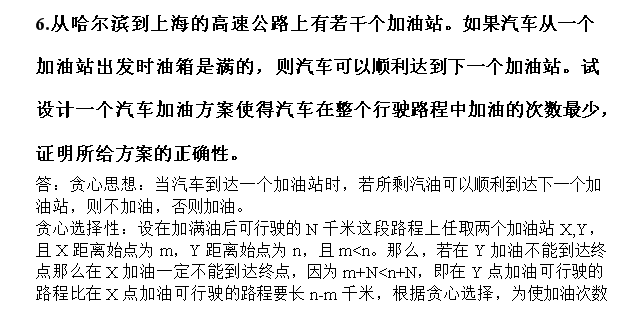 6.从哈尔滨到上海的高速公路上有若干个加油站。如果汽车从一个
加油站出发时油箱是满的，则汽车可以顺利达到下一个加油站。试
设计一个汽车加油方案使得汽车在整个行驶路程中加油的次数最少，
证明所给方案的正确性。
答：贪心思想：当汽车到达一个加油站时，若所剩汽油可以顺利到达下一个加
油站，则不加油，否则加油。
贪心选择性：设在加满油后可行驶的 N 千米这段路程上任取两个加油站 X,Y，
且 X 距离始点为 m，Y 距离始点为 n，且 m<n。那么，若在 Y 加油不能到达终
点那么在 X 加油一定不能到达终点，因为 m+N<n+N，即在 Y 点加油可行驶的
路程比在 X 点加油可行驶的路程要长 n-m 千米，根据贪心选择，为使加油次数